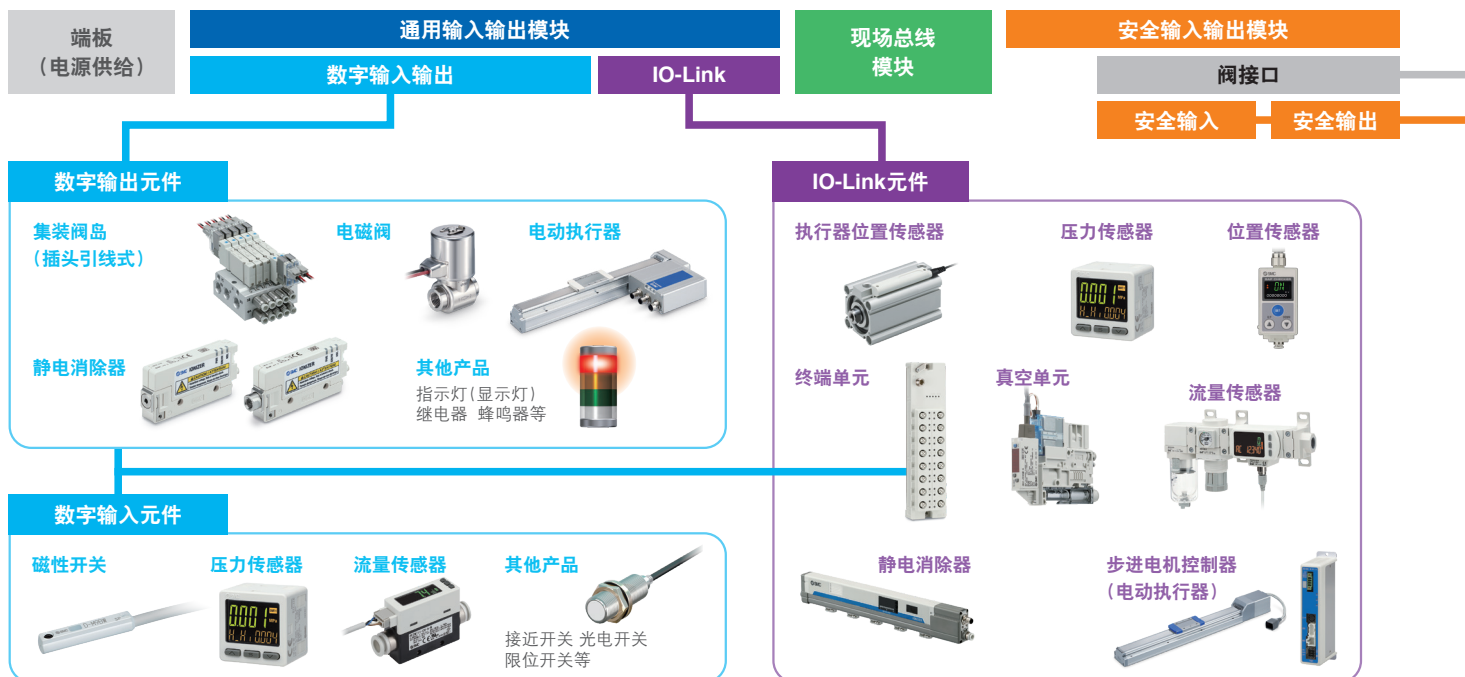 端板
（电源供给）
通用输入输出模块
数字输入输出
IO-Link
现场总线
模块
安全输入输出模块
阀接口
安全输入
安全输出
数字输出元件
集装阀岛
（插头引线式）
电磁阀
电动执行器
静电消除器
其他产品
指示灯(显示灯)
继电器 蜂鸣器等
数字输入元件
磁性开关
压力传感器
流量传感器
其他产品
接近开关 光电开关
限位开关等
IO-Link元件
执行器位置传感器
压力传感器
位置传感器
终端单元
真空单元
流量传感器
静电消除器
步进电机控制器
（电动执行器）